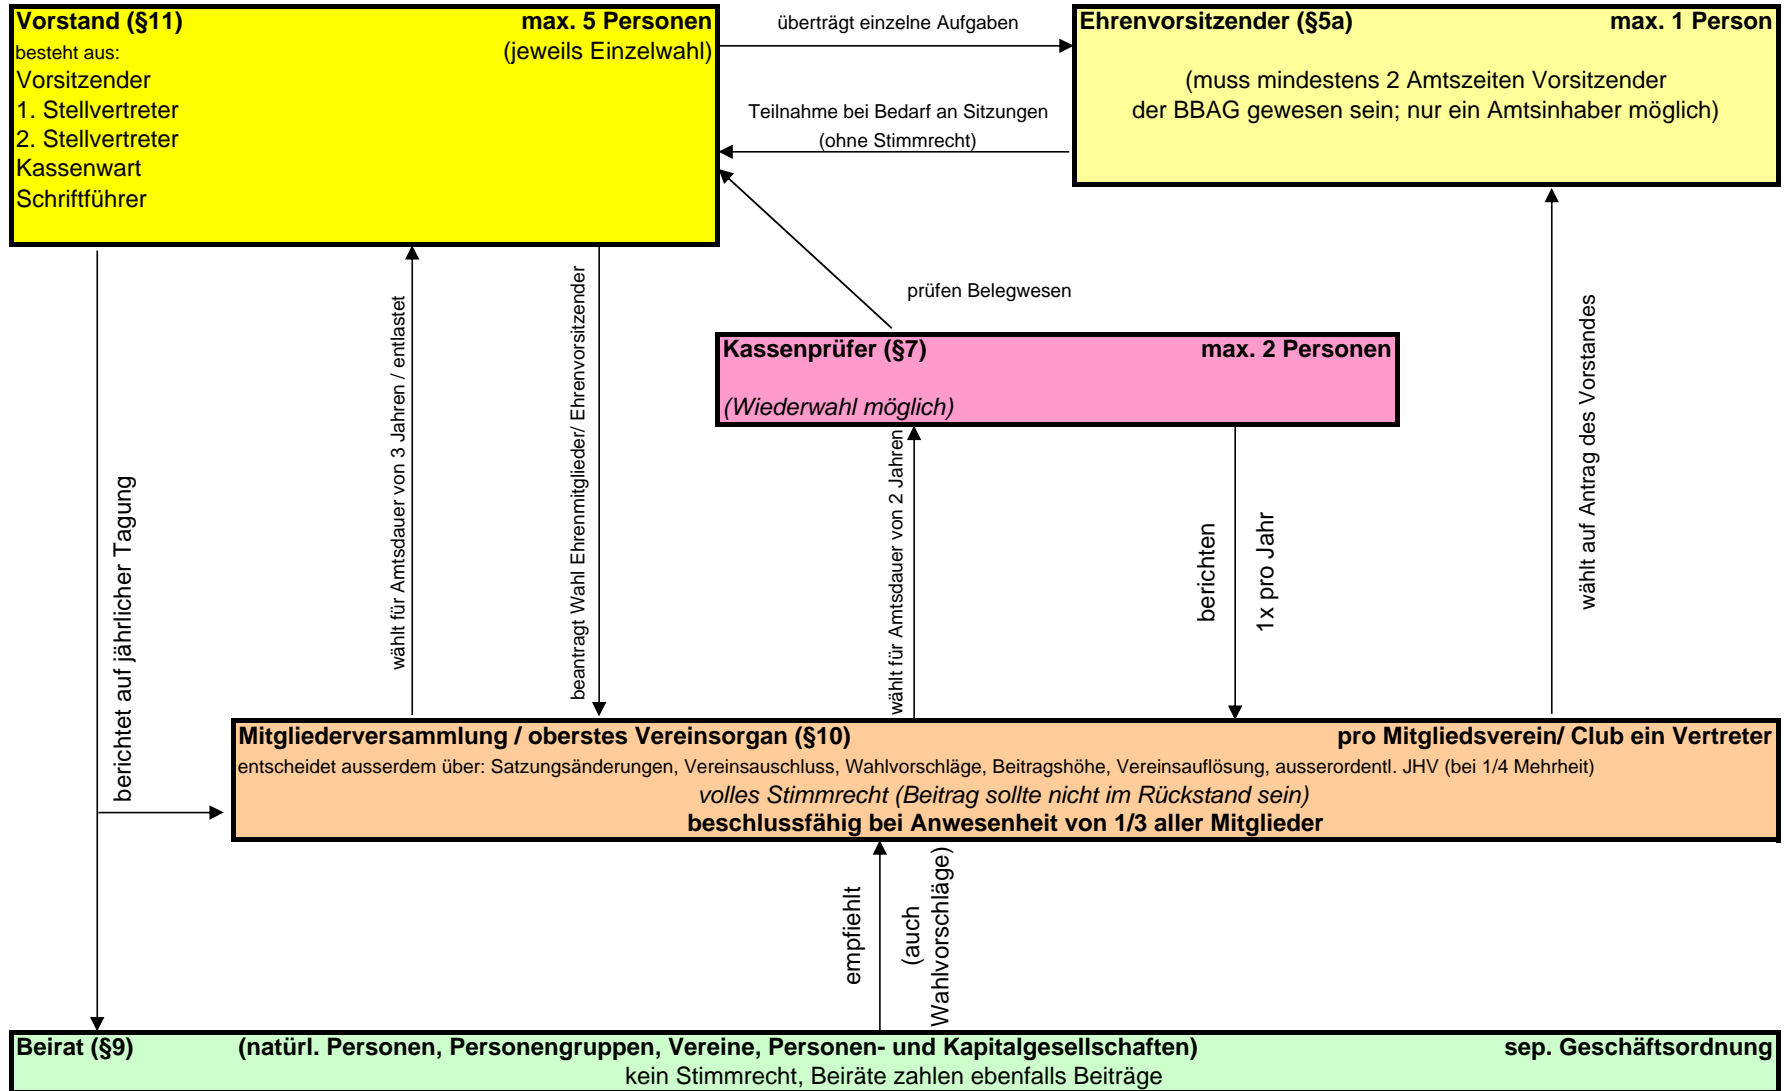 Vorstand (§11) max. 5 Personen
besteht aus: (jeweils Einzelwahl)
Vorsitzender
1. Stellvertreter
2. Stellvertreter
Kassenwart
Schriftführer
überträgt einzelne Aufgaben
Teilnahme bei Bedarf an Sitzungen
(ohne Stimmrecht)
Ehrenvorsitzender (§5a) max. 1 Person
(muss mindestens 2 Amtszeiten Vorsitzender
der BBAG gewesen sein; nur ein Amtsinhaber möglich)
prüfen Belegwesen
Kassenprüfer (§7) max. 2 Personen
(Wiederwahl möglich)
berichtet auf jährlicher Tagung
wählt für Amtsdauer von 3 Jahren / entlastet
beantragt Wahl Ehrenmitglieder/ Ehrenvorsitzender
wählt für Amtsdauer von 2 Jahren
berichten
1x pro Jahr
wählt auf Antrag des Vorstandes
Mitgliederversammlung / oberstes Vereinsorgan (§10) pro Mitgliedsverein/ Club ein Vertreter
entscheidet ausserdem über: Satzungsänderungen, Vereinsauschluss, Wahlvorschläge, Beitragshöhe, Vereinsauflösung, ausserordentl. JHV (bei 1/4 Mehrheit)
volles Stimmrecht (Beitrag sollte nicht im Rückstand sein)
beschlussfähig bei Anwesenheit von 1/3 aller Mitglieder
empfiehlt
(auch
Wahlvorschläge)
Beirat (§9) (natürl. Personen, Personengruppen, Vereine, Personen- und Kapitalgesellschaften) sep. Geschäftsordnung
kein Stimmrecht, Beiräte zahlen ebenfalls Beiträge